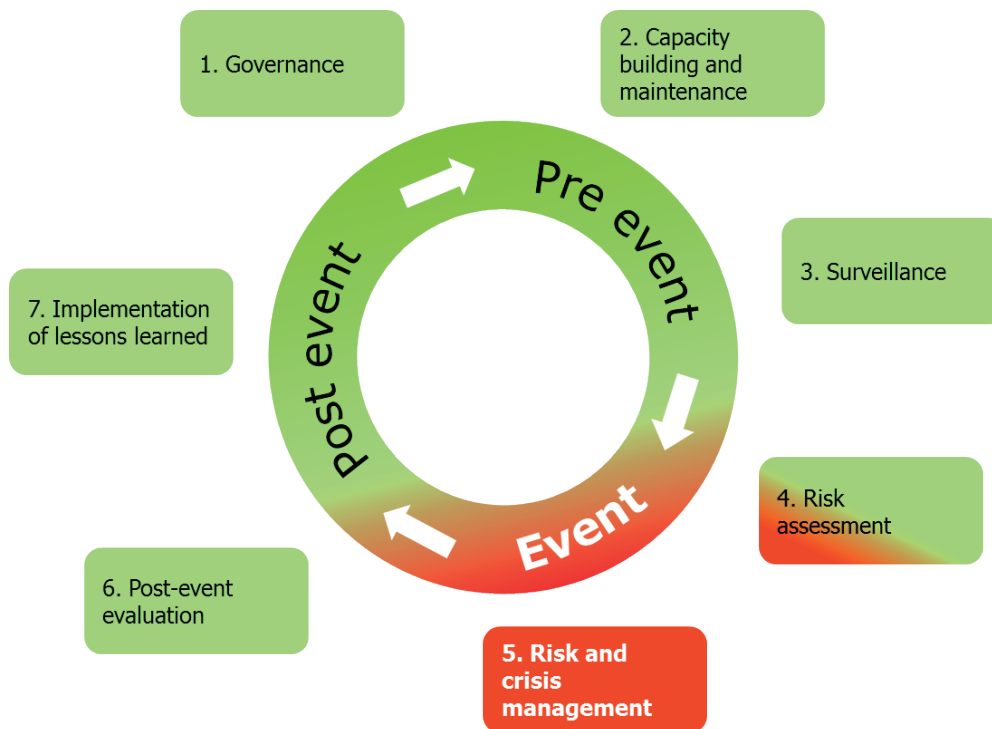 1. Governance
2. Capacity
building and
maintenance
Pre event
3. Surveillance
4. Risk
assessment
Event
5. Risk and
crisis
management
6. Post-event
evaluation
7. Implementation
of lessons learned
Post event